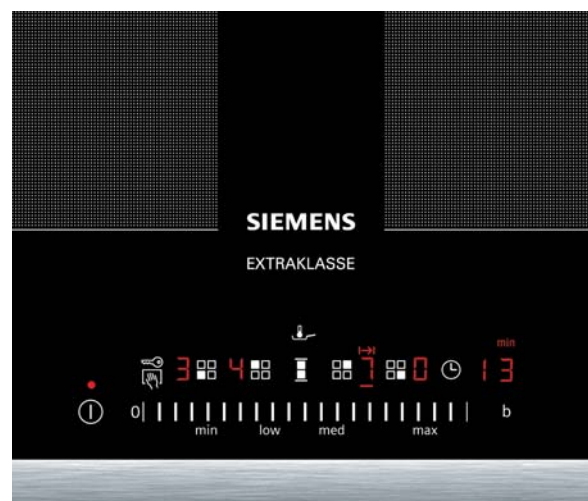 SIEMENS
EXTRAKLASSE
min
3 4 7 0 13
0 b
min low med max